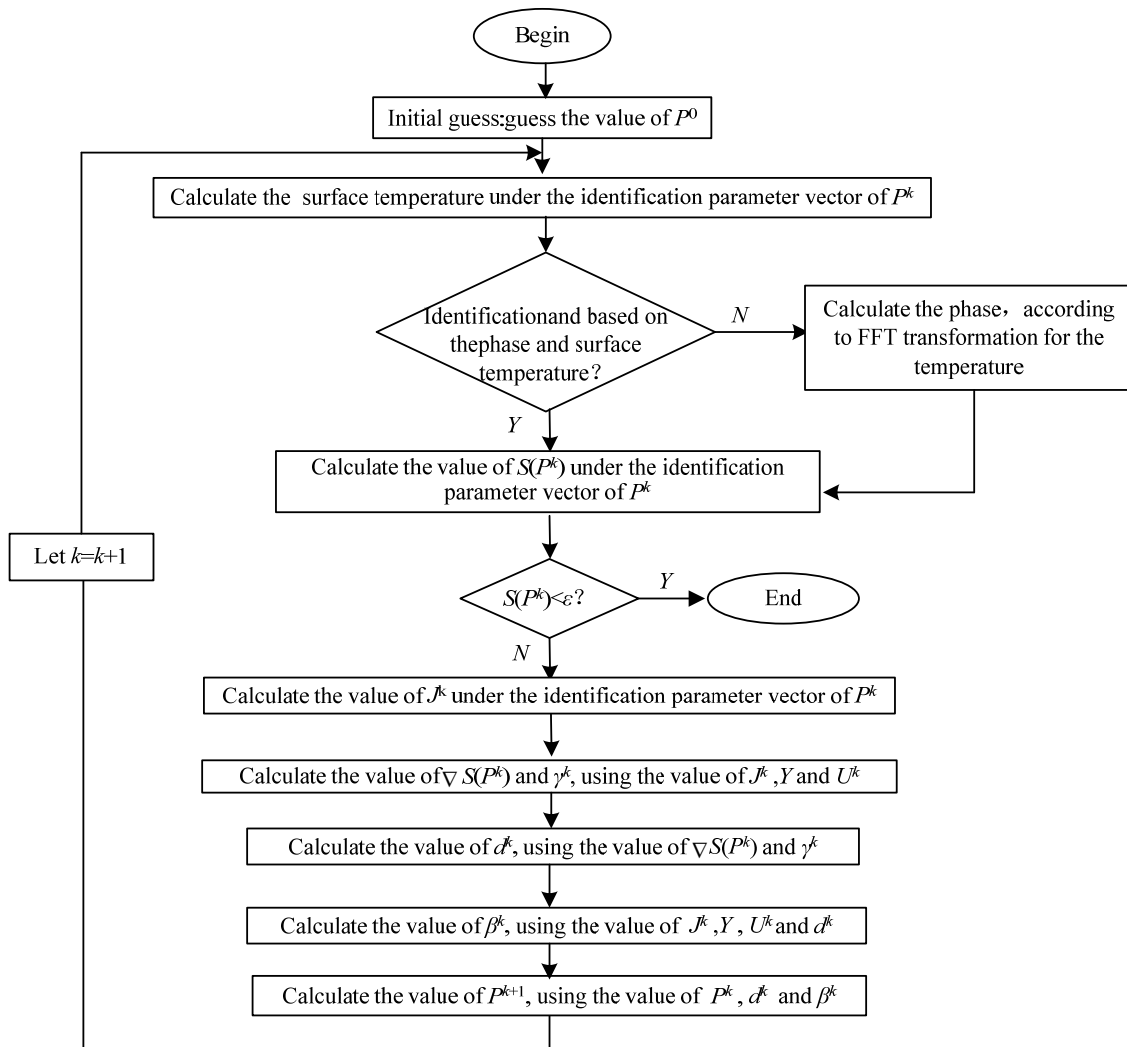 Begin
Initial guess:guess the value of P⁰
Calculate the surface temperature under the identification parameter vector of Pᵏ
Identificationand based on
thephase and surface
temperature？
N
Calculate the phase，according
to FFT transformation for the
temperature
Y
Calculate the value of S(Pᵏ) under the identification
parameter vector of Pᵏ
Let k=k+1
S(Pᵏ)<ε?
Y
End
N
Calculate the value of Jᵏ under the identification parameter vector of Pᵏ
Calculate the value of ∇ S(Pᵏ) and γᵏ, using the value of Jᵏ ,Y and Uᵏ
Calculate the value of dᵏ, using the value of ∇ S(Pᵏ) and γᵏ
Calculate the value of βᵏ, using the value of Jᵏ ,Y , Uᵏ and dᵏ
Calculate the value of Pᵏ⁺¹, using the value of Pᵏ, dᵏ and βᵏ